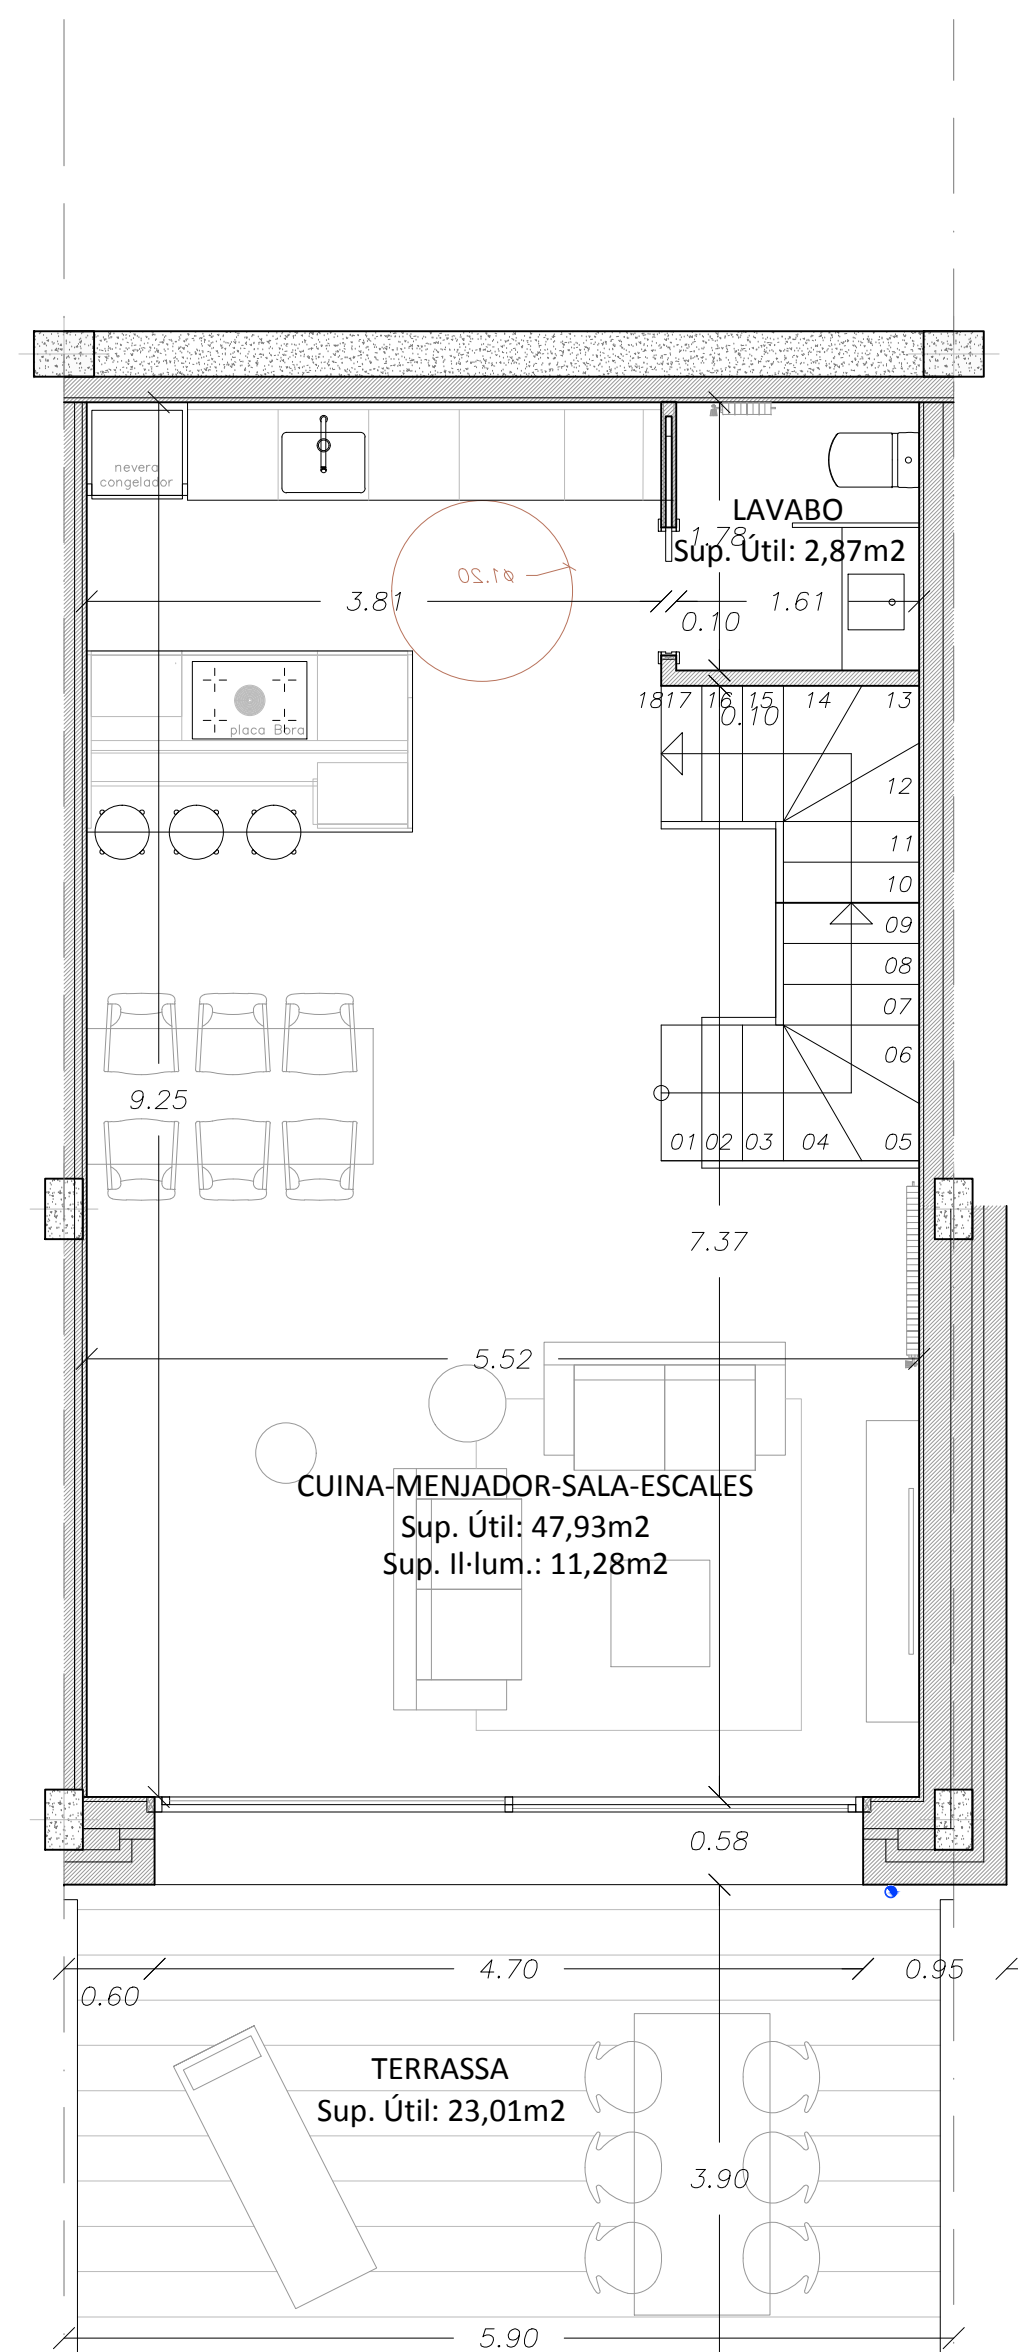 nevera
congelador
LAVABO
1.78
Sup. Útil: 2,87m2
ø1.20
3.81
1.61
0.10
placa Bora
18 17 16 15 14 13
0.10
12
11
10
09
08
07
06
9.25
01 02 03 04 05
7.37
5.52
CUINA-MENJADOR-SALA-ESCALES
Sup. Útil: 47,93m2
Sup. Il·lum.: 11,28m2
0.58
4.70
0.95
0.60
TERRASSA
Sup. Útil: 23,01m2
3.90
5.90